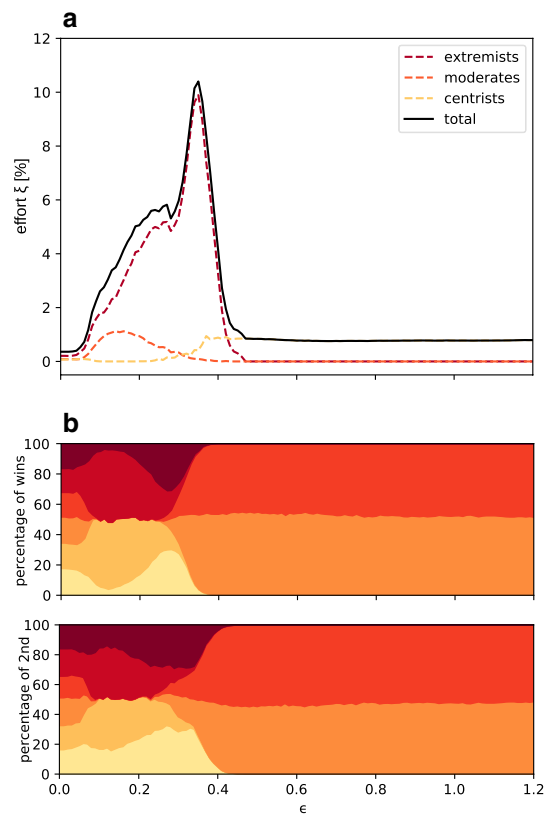 a
12
10
8
6
4
2
0
effort ξ [%]
extremists
moderates
centrists
total
b
100
80
60
40
20
0
percentage of wins
100
80
60
40
20
0
percentage of 2nd
0.0 0.2 0.4 0.6 0.8 1.0 1.2
ϵ